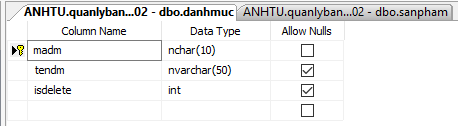 ANHTU.quanlyban...02 - dbo.danhmuc ANHTU.quanlyban...02 - dbo.sanpham
Column Name Data Type Allow Nulls
madm nchar(10)
tendm nvarchar(50)
isdelete int